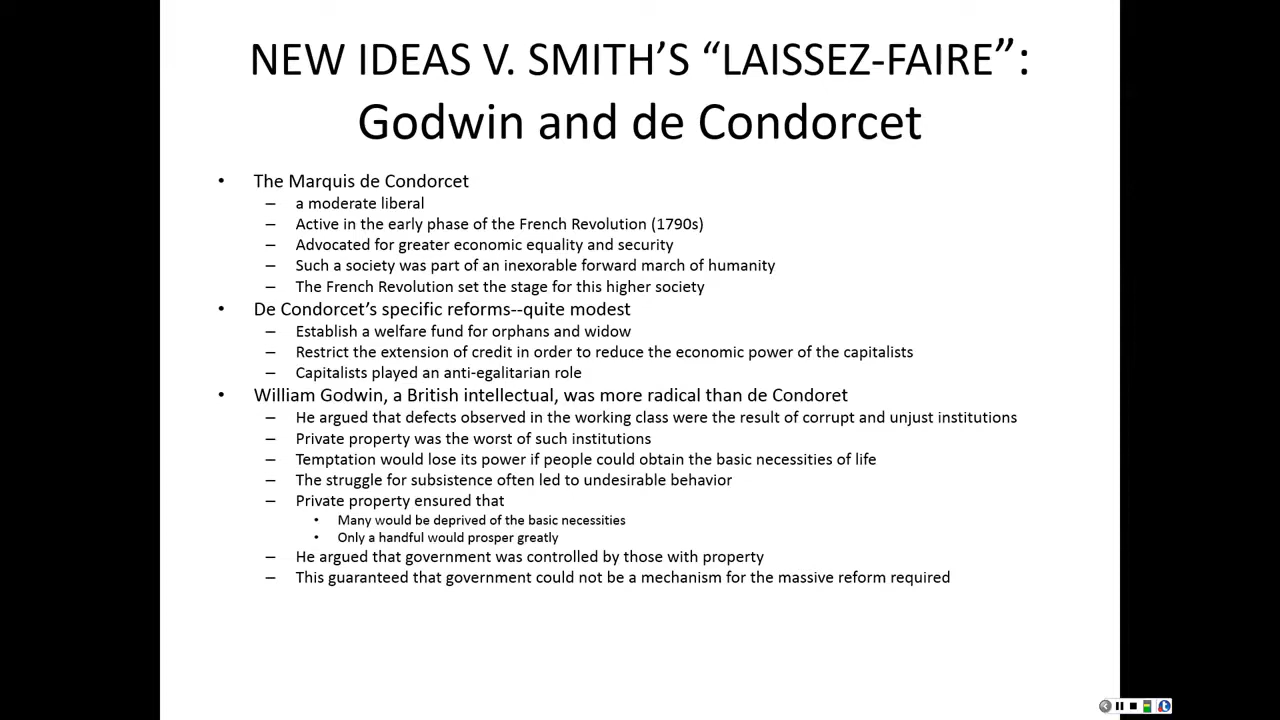 NEW IDEAS V. SMITH’S “LAISSEZ-FAIRE”:
Godwin and de Condorcet
• The Marquis de Condorcet
– a moderate liberal
– Active in the early phase of the French Revolution (1790s)
– Advocated for greater economic equality and security
– Such a society was part of an inexorable forward march of humanity
– The French Revolution set the stage for this higher society
• De Condorcet’s specific reforms--quite modest
– Establish a welfare fund for orphans and widow
– Restrict the extension of credit in order to reduce the economic power of the capitalists
– Capitalists played an anti-egalitarian role
• William Godwin, a British intellectual, was more radical than de Condoret
– He argued that defects observed in the working class were the result of corrupt and unjust institutions
– Private property was the worst of such institutions
– Temptation would lose its power if people could obtain the basic necessities of life
– The struggle for subsistence often led to undesirable behavior
– Private property ensured that
• Many would be deprived of the basic necessities
• Only a handful would prosper greatly
– He argued that government was controlled by those with property
– This guaranteed that government could not be a mechanism for the massive reform required